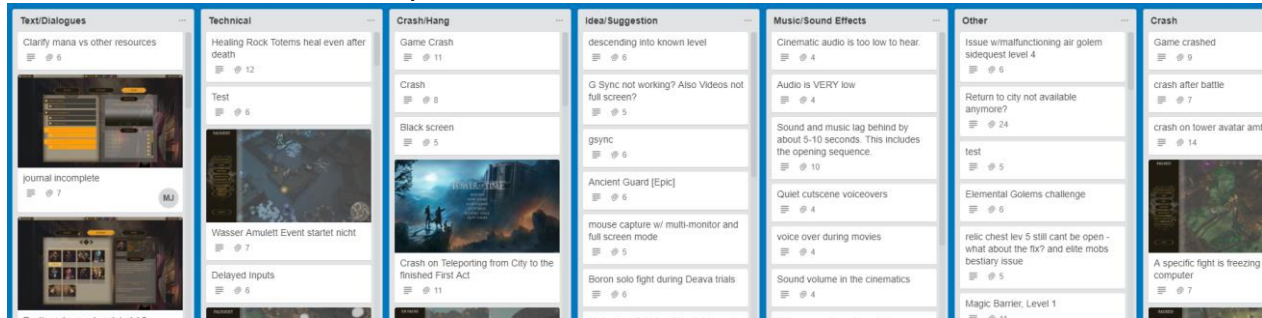 Text/Dialogues
Clarify mana vs other resources
6
journal incomplete
7
MJ
Technical
Healing Rock Totems heal even after
death
12
Test
6
Wasser Amulett Event startet nicht
7
Delayed Inputs
6
Crash/Hang
Game Crash
11
Crash
8
Black screen
5
TOWER OF TIME
Crash on Teleporting from City to the
finished First Act
11
Idea/Suggestion
descending into known level
6
G Sync not working? Also Videos not
full screen?
5
gsync
6
Ancient Guard [Epic]
6
mouse capture w/ multi-monitor and
full screen mode
5
Boron solo fight during Deava trials
6
Music/Sound Effects
Cinematic audio is too low to hear.
4
Audio is VERY low
4
Sound and music lag behind by
about 5-10 seconds. This includes
the opening sequence.
10
Quiet cutscene voiceovers
4
voice over during movies
4
Sound volume in the cinematics
4
Other
Issue w/malfunctioning air golem
sidequest level 4
6
Return to city not available
anymore?
24
test
5
Elemental Golems challenge
6
relic chest lev 5 still cant be open -
what about the fix? and elite mobs
bestiary issue
5
Magic Barrier, Level 1
Crash
Game crashed
9
crash after battle
7
crash on tower avatar
14
A specific fight is freezing
computer
7